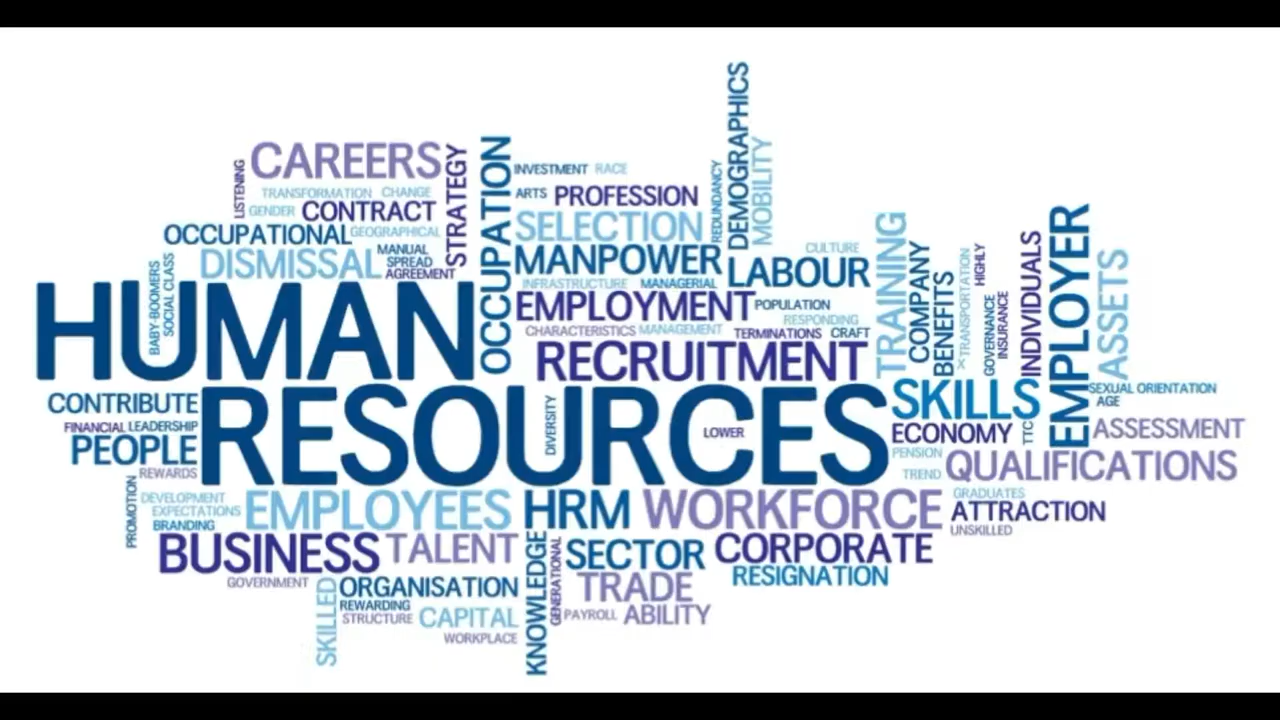 DEMOGRAPHICS
MOBILITY
CAREERS
LISTENING
STRATEGY
OCCUPATION
INVESTMENT RACE
TRANSFORMATION CHANGE
ARTS PROFESSION
REDUNDANCY
GENDER CONTRACT
SELECTION
OCCUPATIONAL GEOGRAPHICAL
DISMISSAL
MANUAL
SPREAD
AGREEMENT
MANPOWER
LABOUR
CULTURE
TRAINING
COMPANY
BENEFITS
TRANSPORTATION
HIGHLY
GOVERNANCE
INSURANCE
INDIVIDUALS
EMPLOYER
ASSETS
BABY-BOOMERS
SOCIAL CLASS
INFRASTRUCTURE MANAGERIAL
HUMAN
EMPLOYMENT POPULATION
RESPONDING
CHARACTERISTICS MANAGEMENT
TERMINATIONS CRAFT
RECRUITMENT
CONTRIBUTE
RESOURCES
DIVERSITY
LOWER
SKILLS
SEXUAL ORIENTATION
AGE
FINANCIAL LEADERSHIP
PEOPLE
ECONOMY
TTC
ASSESSMENT
REWARDS
PENSION
TREND
QUALIFICATIONS
PROMOTION
DEVELOPMENT
EXPECTATIONS
BRANDING
EMPLOYEES
HRM
WORKFORCE
GRADUATES
ATTRACTION
UNSKILLED
BUSINESS
TALENT
KNOWLEDGE
GENERATIONAL
SECTOR
CORPORATE
GOVERNMENT
SKILLED
ORGANISATION
TRADE
RESIGNATION
REWARDING
STRUCTURE
CAPITAL
PAYROLL ABILITY
WORKPLACE